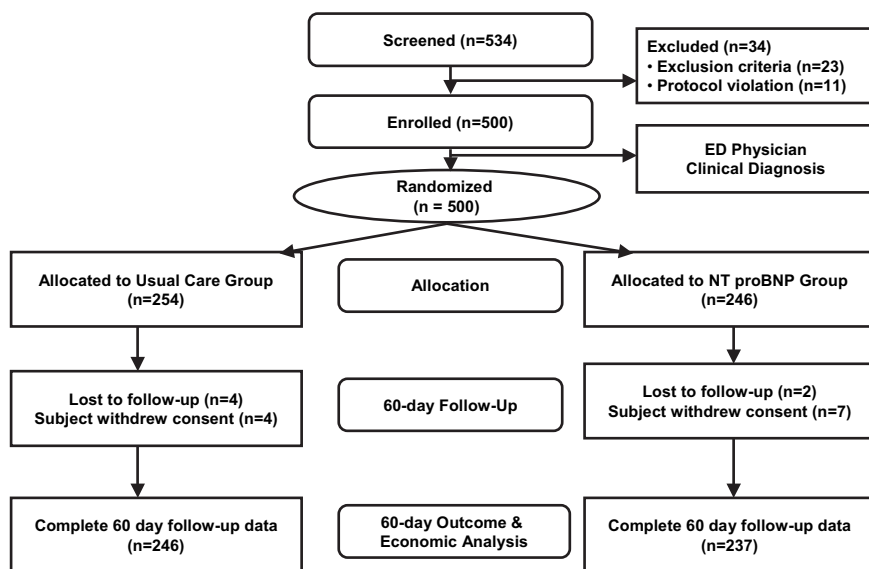 Screened (n=534)
Excluded (n=34)
• Exclusion criteria (n=23)
• Protocol violation (n=11)
Enrolled (n=500)
ED Physician
Clinical Diagnosis
Randomized
(n = 500)
Allocated to Usual Care Group
(n=254)
Allocation
Allocated to NT proBNP Group
(n=246)
Lost to follow-up (n=4)
Subject withdrew consent (n=4)
60-day Follow-Up
Lost to follow-up (n=2)
Subject withdrew consent (n=7)
Complete 60 day follow-up data
(n=246)
60-day Outcome &
Economic Analysis
Complete 60 day follow-up data
(n=237)